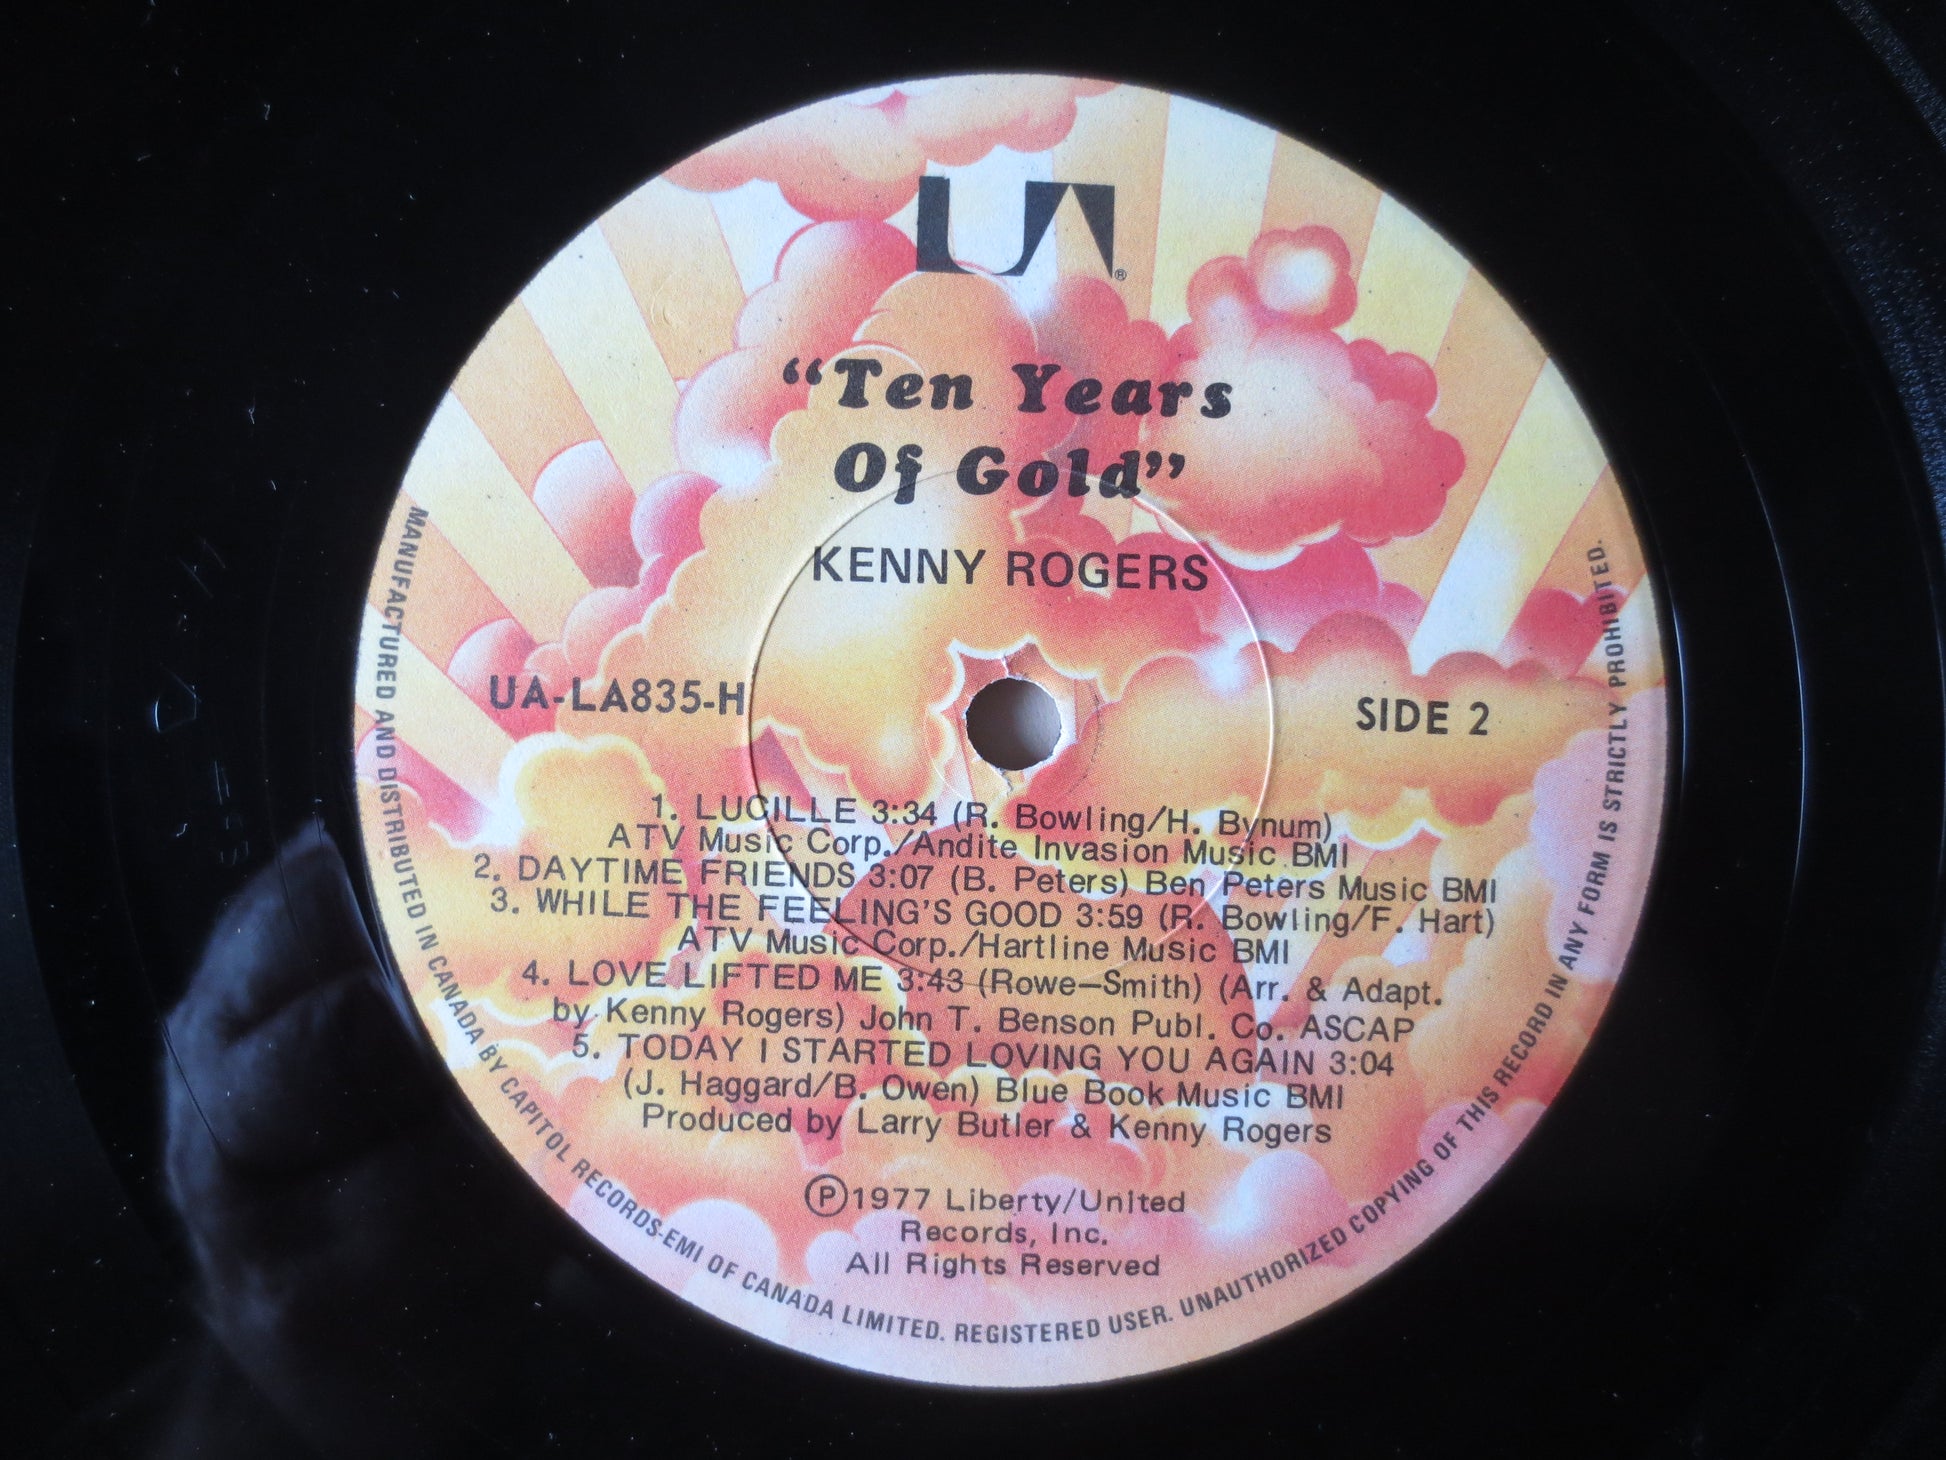 UA®
“Ten Years
Of Gold”
KENNY ROGERS
UA-LA835-H
SIDE 2
1. LUCILLE 3:34 (R. Bowling/H. Bynum)
ATV Music Corp./Andite Invasion Music BMI
2. DAYTIME FRIENDS 3:07 (B. Peters) Ben Peters Music BMI
3. WHILE THE FEELING'S GOOD 3:59 (R. Bowling/F. Hart)
ATV Music Corp./Hartline Music BMI
4. LOVE LIFTED ME 3:43 (Rowe-Smith) (Arr. & Adapt.
by Kenny Rogers) John T. Benson Publ. Co. ASCAP
5. TODAY I STARTED LOVING YOU AGAIN 3:04
(J. Haggard/B. Owen) Blue Book Music BMI
Produced by Larry Butler & Kenny Rogers
℗1977 Liberty/United
Records, Inc.
All Rights Reserved
MANUFACTURED AND DISTRIBUTED IN CANADA BY CAPITOL RECORDS-EMI OF CANADA LIMITED. REGISTERED USER. UNAUTHORIZED COPYING OF THIS RECORD IN ANY FORM IS STRICTLY PROHIBITED.